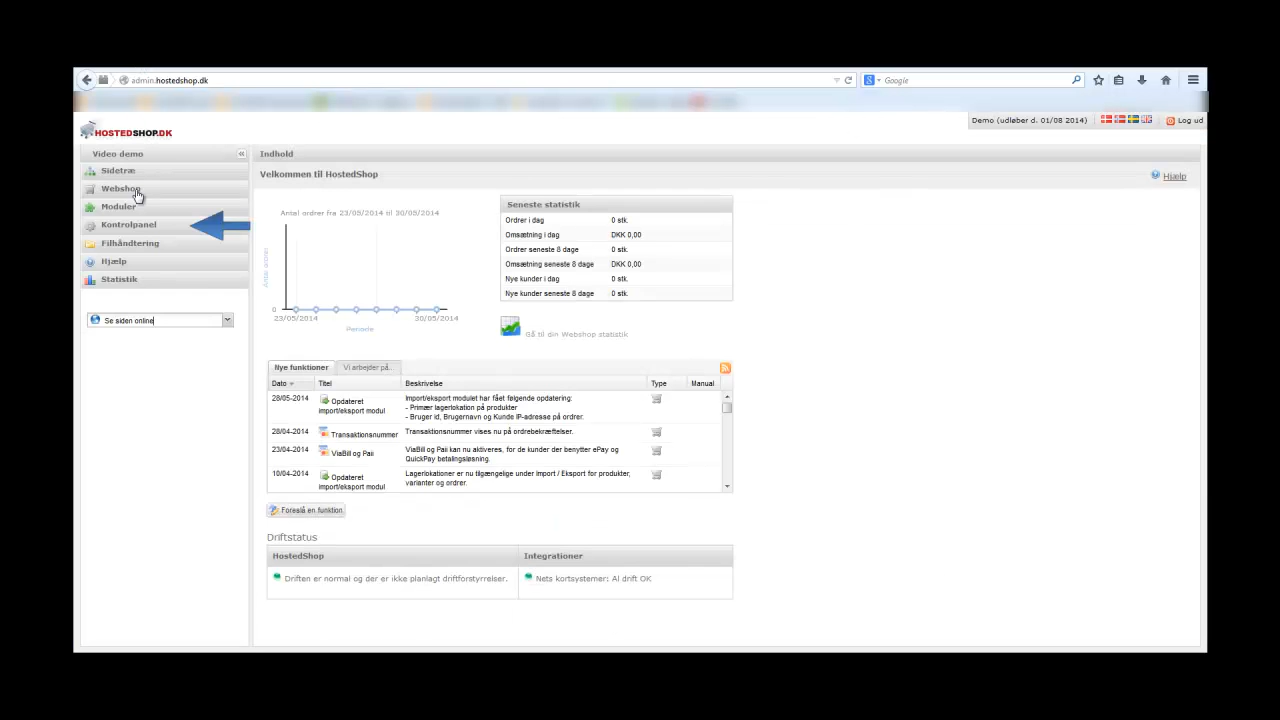 admin.hostedshop.dk
Google
HOSTEDSHOP.DK
Demo (udløber d. 01/08 2014)
Log ud
Video demo
Sidetræ
Webshop
Moduler
Kontrolpanel
Filhåndtering
Hjælp
Statistik
Se siden online
Indhold
Velkommen til HostedShop
Hjælp
Antal ordrer fra 23/05/2014 til 30/05/2014
Antal ordrer
0
23/05/2014
30/05/2014
Periode
Seneste statistik
Ordrer i dag 0 stk.
Omsætning i dag DKK 0,00
Ordrer seneste 8 dage 0 stk.
Omsætning seneste 8 dage DKK 0,00
Nye kunder i dag 0 stk.
Nye kunder seneste 8 dage 0 stk.
Gå til din Webshop statistik
Nye funktioner
Vi arbejder på..
Dato Titel Beskrivelse Type Manual
28/05-2014 Opdateret import/eksport modul
Import/eksport modulet har fået følgende opdatering:
- Primær lagerlokation på produkter
- Bruger id, Brugernavn og Kunde IP-adresse på ordrer.
28/04-2014 Transaktionsnummer Transaktionsnummer vises nu på ordrebekræftelser.
23/04-2014 ViaBill og Paii ViaBill og Paii kan nu aktiveres, for de kunder der benytter ePay og
QuickPay betalingsløsning.
10/04-2014 Opdateret import/eksport modul
Lagerlokationer er nu tilgængelige under Import / Eksport for produkter,
varianter og ordrer.
Foreslå en funktion
Driftstatus
HostedShop
Integrationer
Driften er normal og der er ikke planlagt driftforstyrrelser.
Nets kortsystemer: Al drift OK